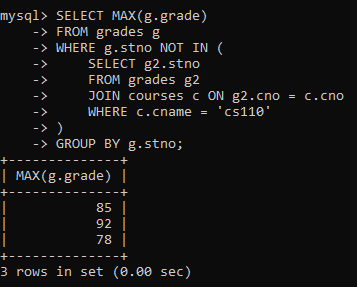 mysql> SELECT MAX(g.grade)
    -> FROM grades g
    -> WHERE g.stno NOT IN (
    ->     SELECT g2.stno
    ->     FROM grades g2
    ->     JOIN courses c ON g2.cno = c.cno
    ->     WHERE c.cname = 'cs110'
    -> )
    -> GROUP BY g.stno;
+--------------+
| MAX(g.grade) |
+--------------+
|           85 |
|           92 |
|           78 |
+--------------+
3 rows in set (0.00 sec)